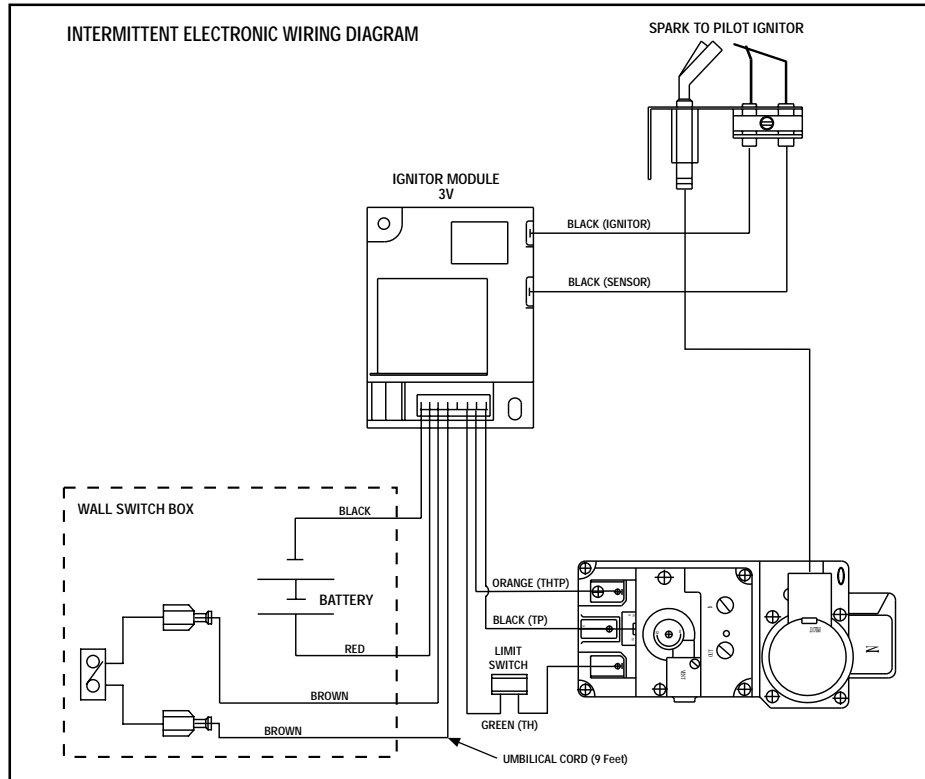 INTERMITTENT ELECTRONIC WIRING DIAGRAM
SPARK TO PILOT IGNITOR
IGNITOR MODULE
3V
BLACK (IGNITOR)
BLACK (SENSOR)
WALL SWITCH BOX
BLACK
BATTERY
RED
BROWN
BROWN
ORANGE (THTP)
BLACK (TP)
LIMIT
SWITCH
GREEN (TH)
UMBILICAL CORD (9 Feet)
N